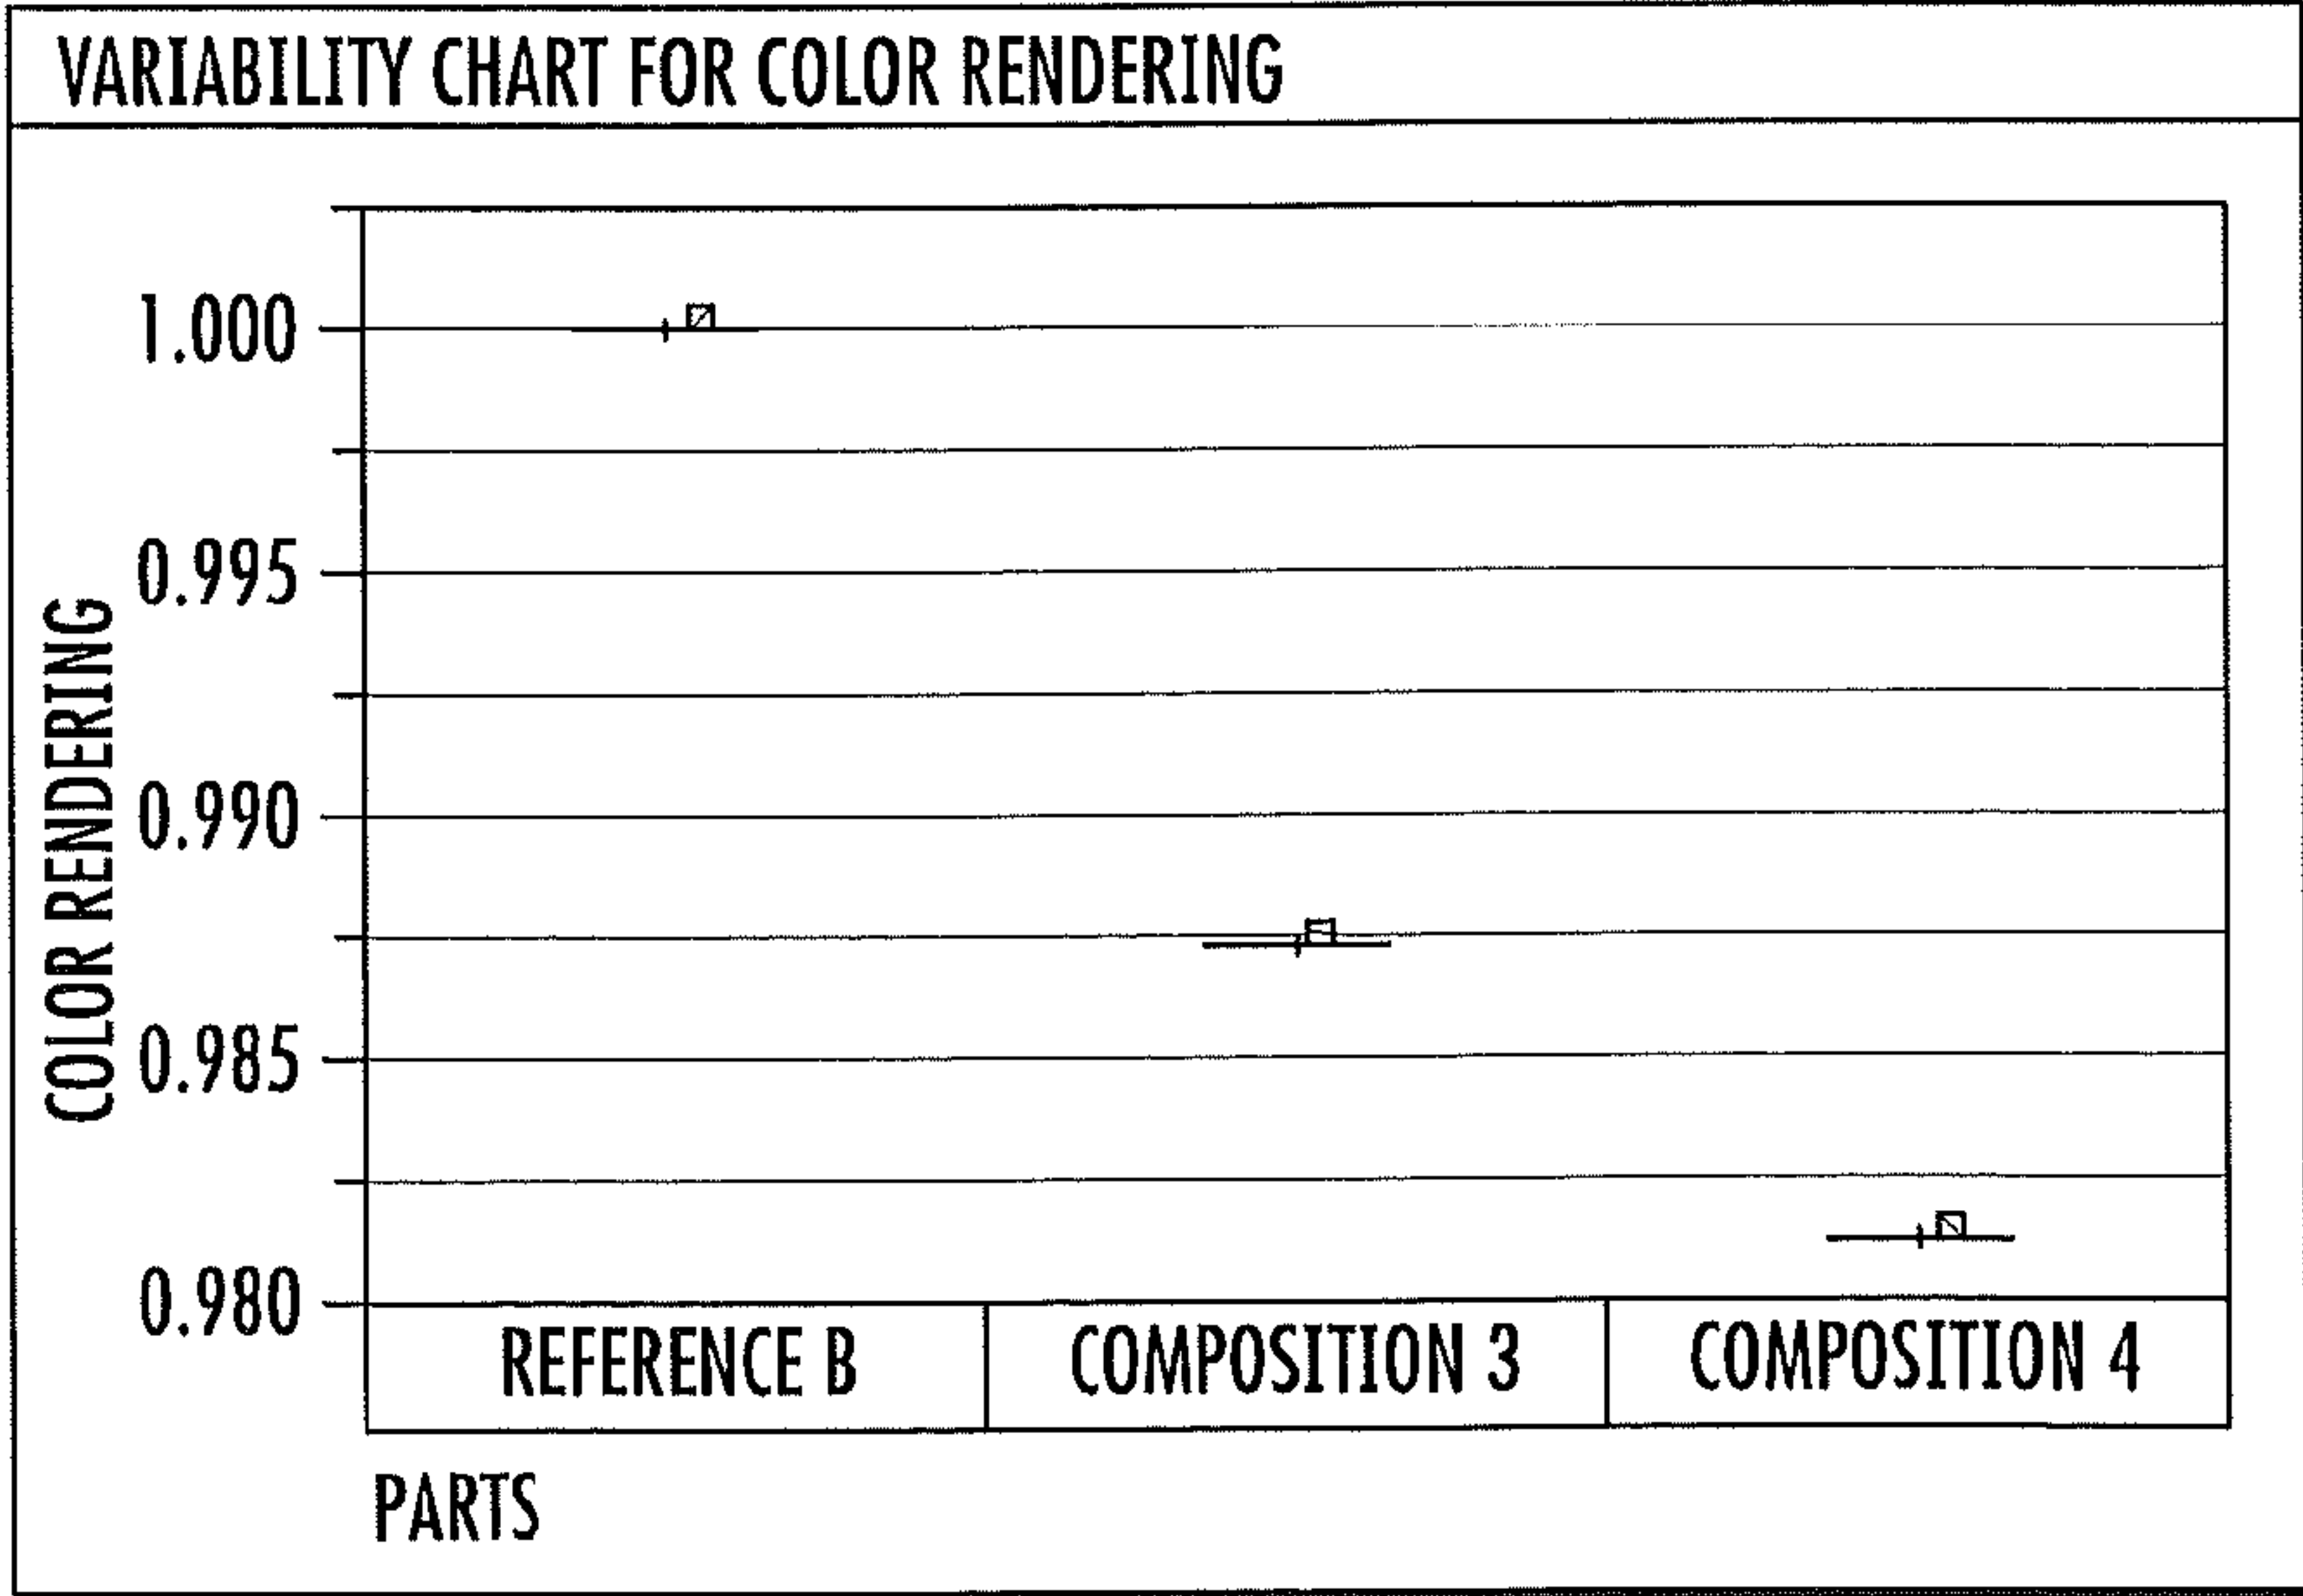 VARIABILITY CHART FOR COLOR RENDERING
COLOR RENDERING
1.000
0.995
0.990
0.985
0.980
REFERENCE B
COMPOSITION 3
COMPOSITION 4
PARTS